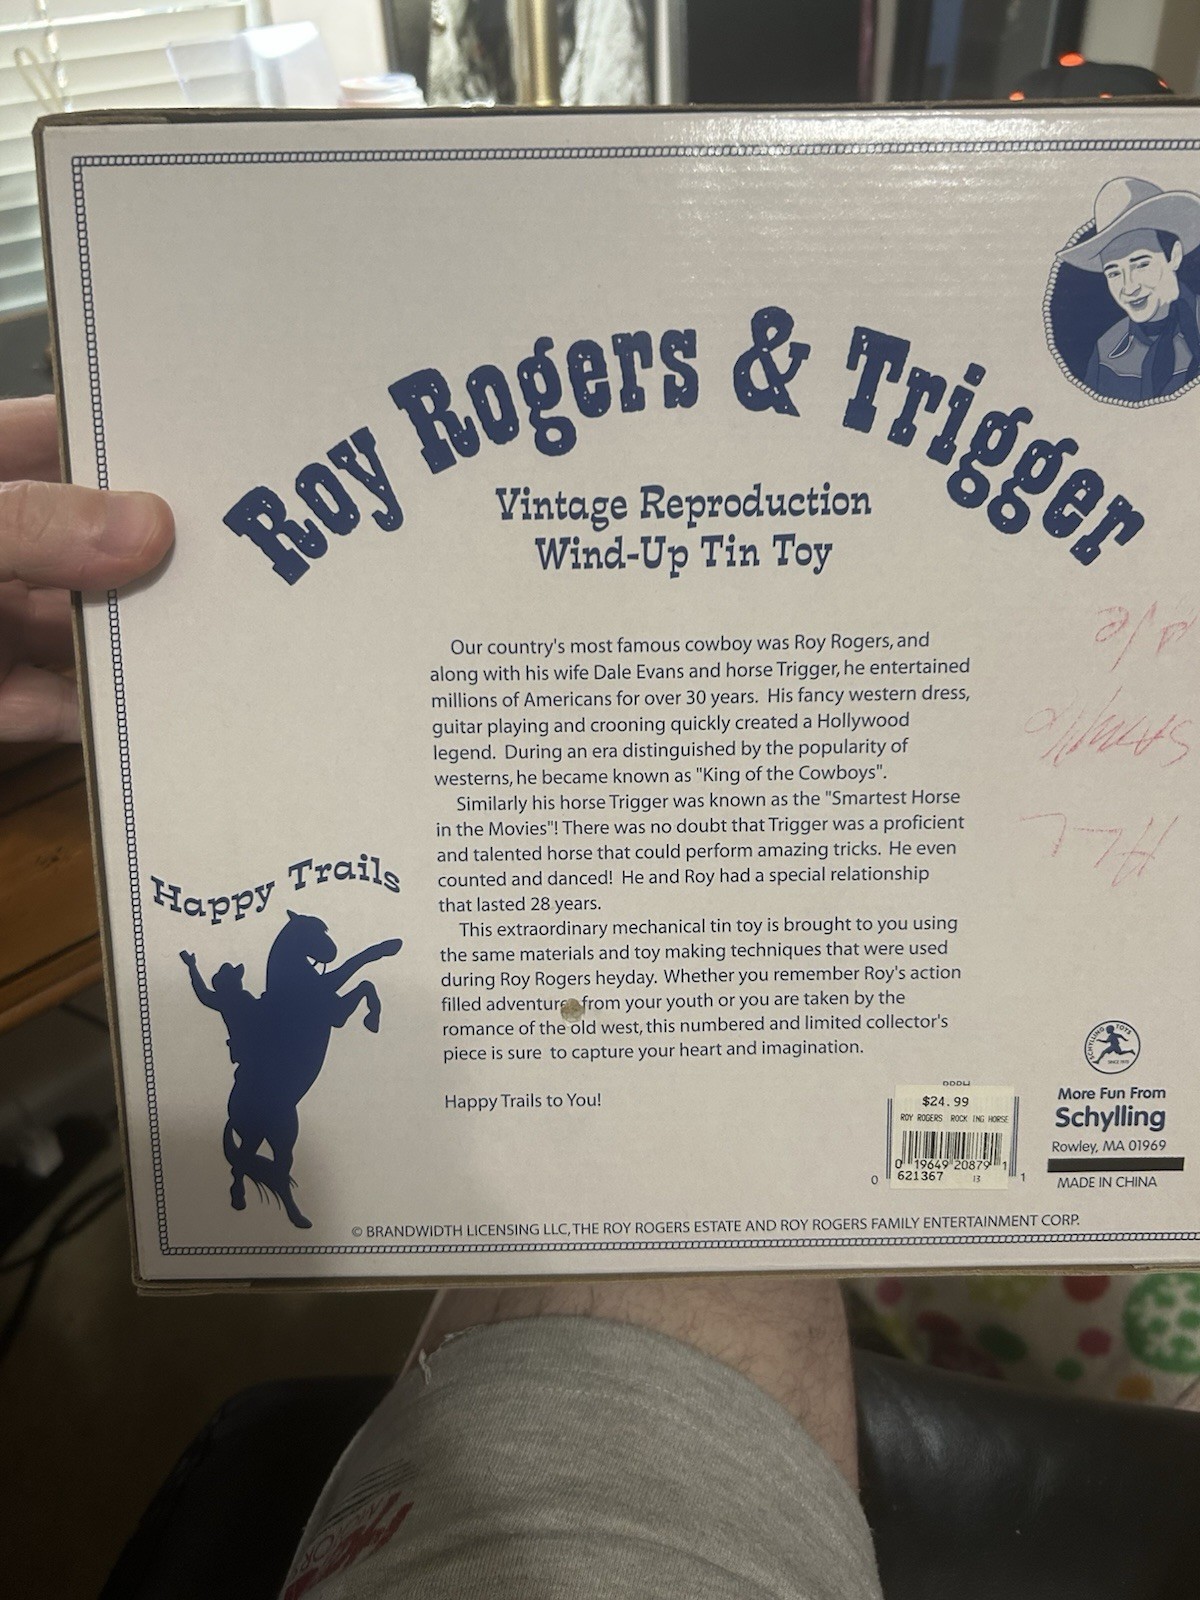 Roy Rogers & Trigger
Vintage Reproduction
Wind-Up Tin Toy
Our country's most famous cowboy was Roy Rogers, and
along with his wife Dale Evans and horse Trigger, he entertained
millions of Americans for over 30 years. His fancy western dress,
guitar playing and crooning quickly created a Hollywood
legend. During an era distinguished by the popularity of
westerns, he became known as "King of the Cowboys".
Similarly his horse Trigger was known as the "Smartest Horse
in the Movies"! There was no doubt that Trigger was a proficient
and talented horse that could perform amazing tricks. He even
counted and danced! He and Roy had a special relationship
that lasted 28 years.
This extraordinary mechanical tin toy is brought to you using
the same materials and toy making techniques that were used
during Roy Rogers heyday. Whether you remember Roy's action
filled adventure from your youth or you are taken by the
romance of the old west, this numbered and limited collector's
piece is sure to capture your heart and imagination.
Happy Trails to You!
Happy Trails
$24.99
ROY ROGERS ROCK ING HORSE
0 19649 20879 1
621367 13
0 1
SCHYLLING TOYS
SINCE 1975
More Fun From
Schylling
Rowley, MA 01969
MADE IN CHINA
© BRANDWIDTH LICENSING LLC, THE ROY ROGERS ESTATE AND ROY ROGERS FAMILY ENTERTAINMENT CORP.